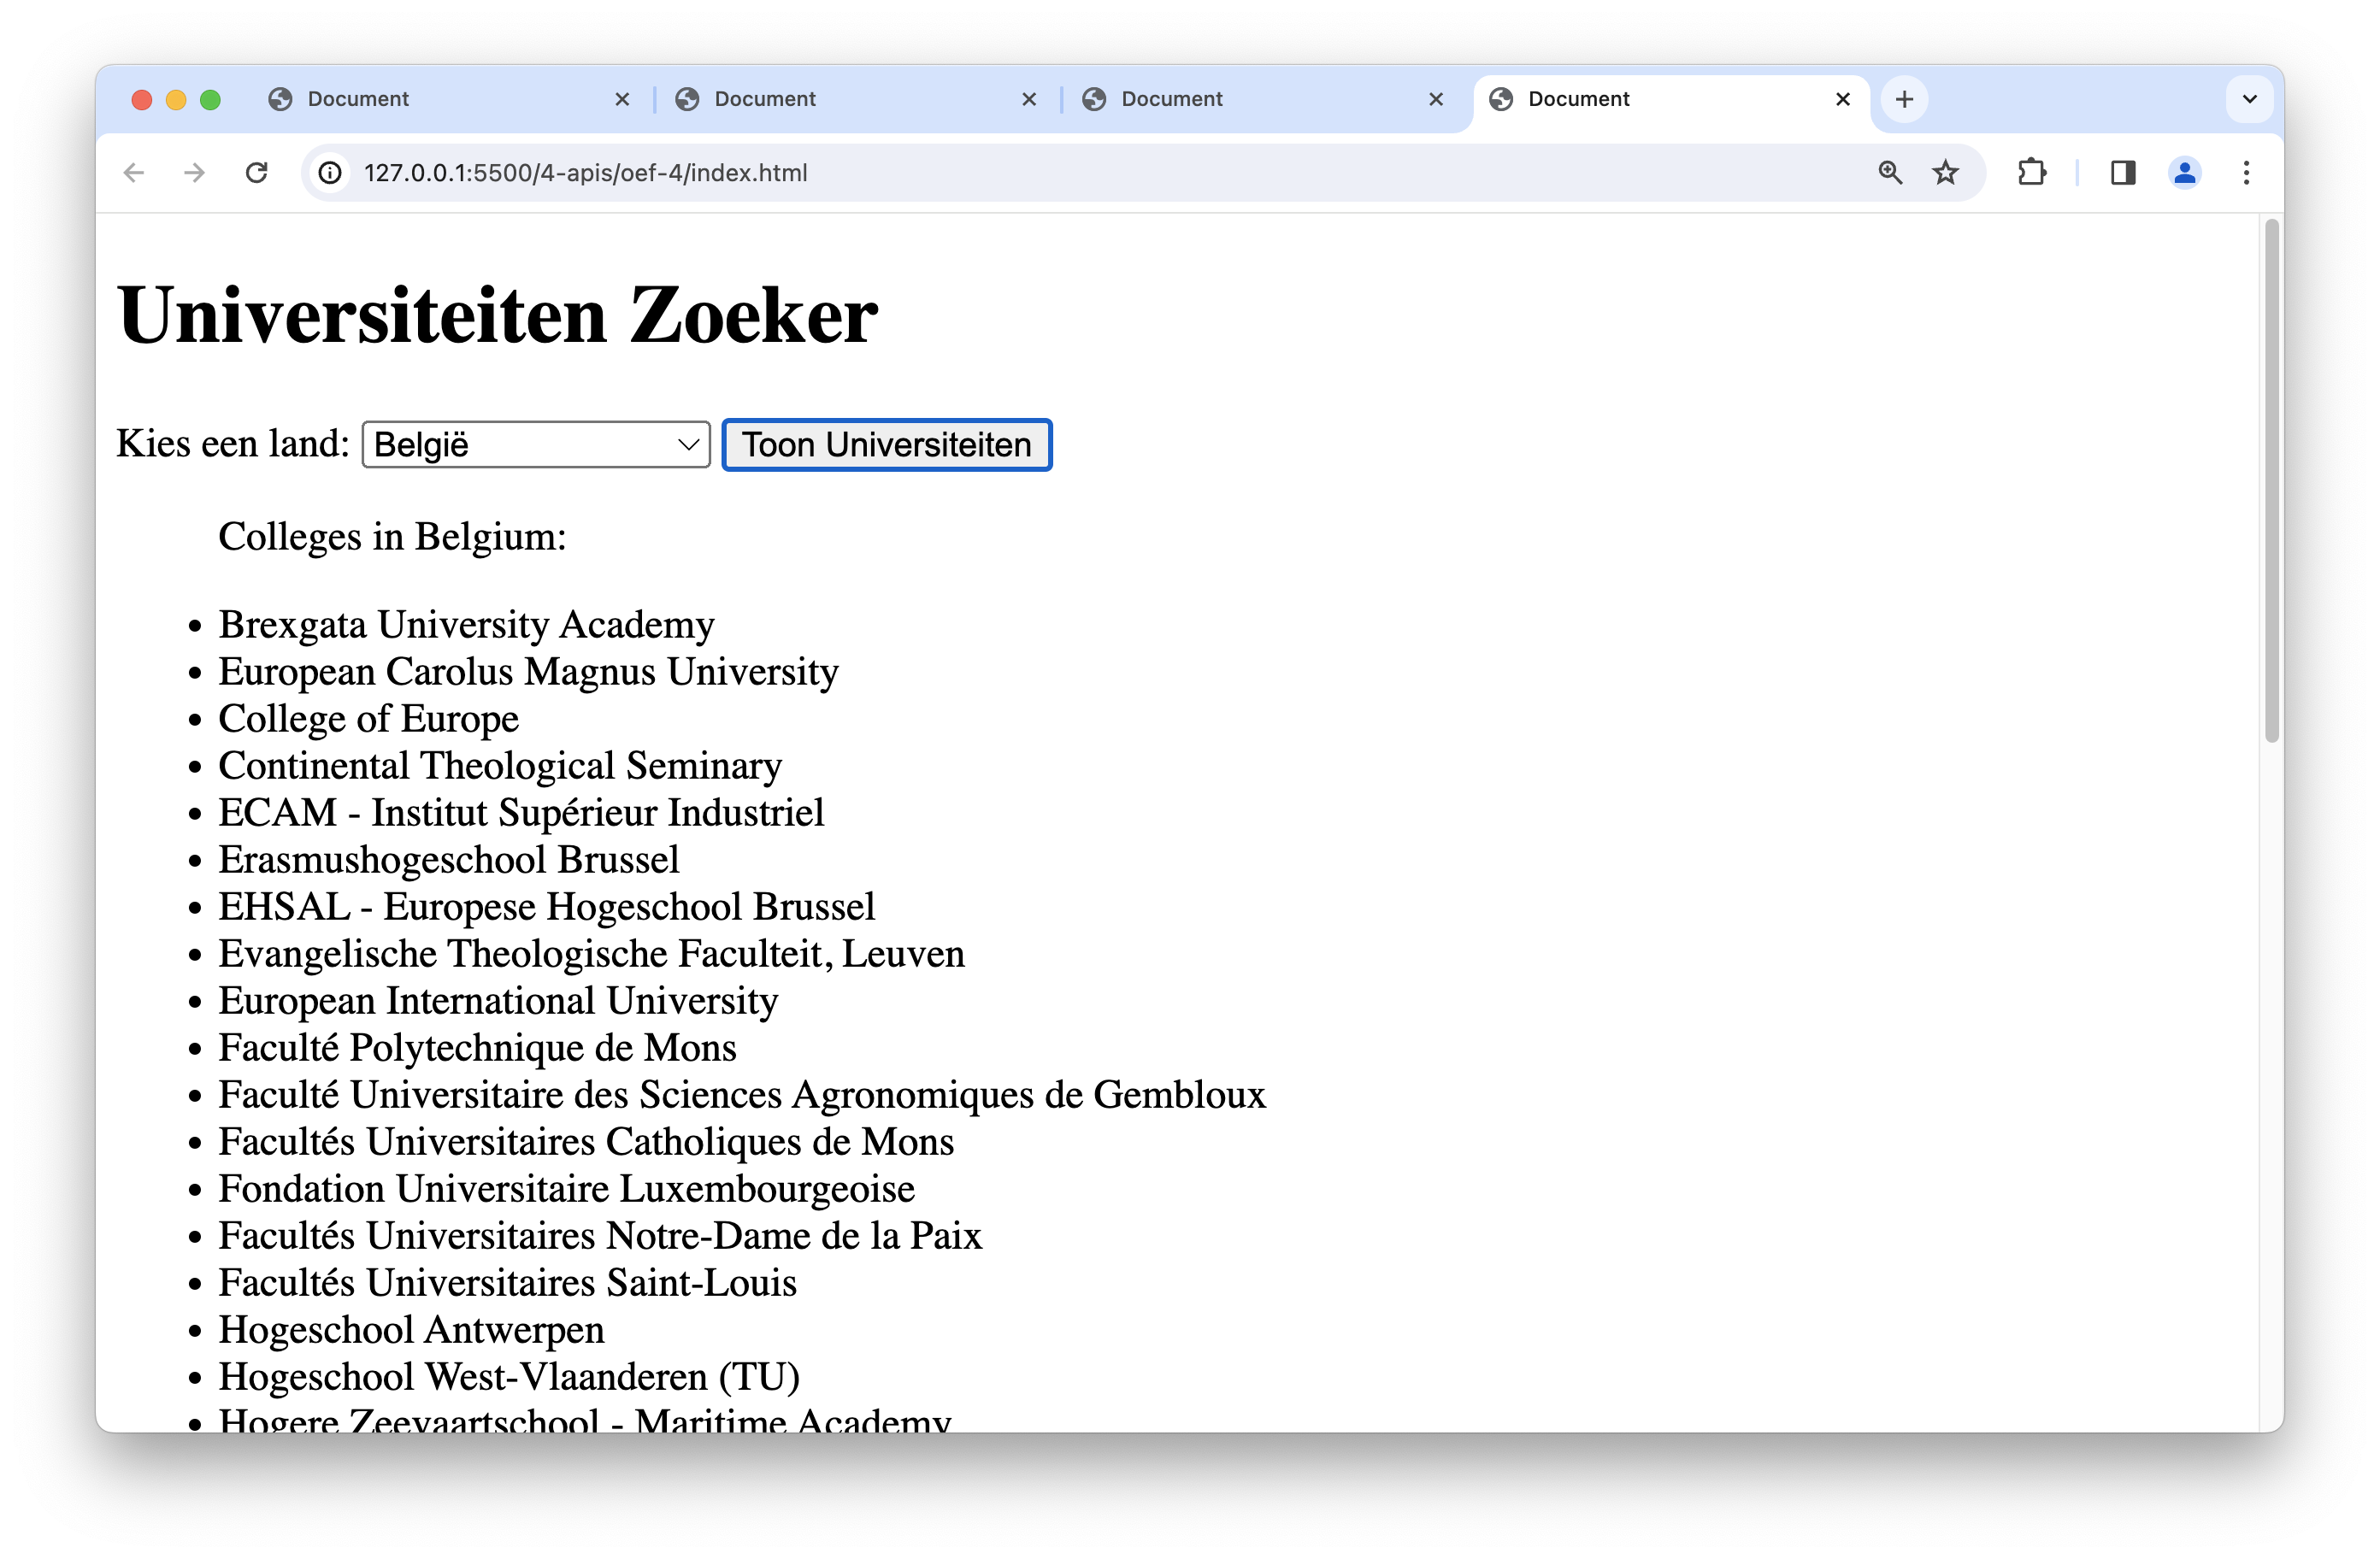 Document Document Document Document
127.0.0.1:5500/4-apis/oef-4/index.html
Universiteiten Zoeker
Kies een land: België Toon Universiteiten
Colleges in Belgium:
• Brexgata University Academy
• European Carolus Magnus University
• College of Europe
• Continental Theological Seminary
• ECAM - Institut Supérieur Industriel
• Erasmushogeschool Brussel
• EHSAL - Europese Hogeschool Brussel
• Evangelische Theologische Faculteit, Leuven
• European International University
• Faculté Polytechnique de Mons
• Faculté Universitaire des Sciences Agronomiques de Gembloux
• Facultés Universitaires Catholiques de Mons
• Fondation Universitaire Luxembourgeoise
• Facultés Universitaires Notre-Dame de la Paix
• Facultés Universitaires Saint-Louis
• Hogeschool Antwerpen
• Hogeschool West-Vlaanderen (TU)
• Hogere Zeevaartschool - Maritime Academy